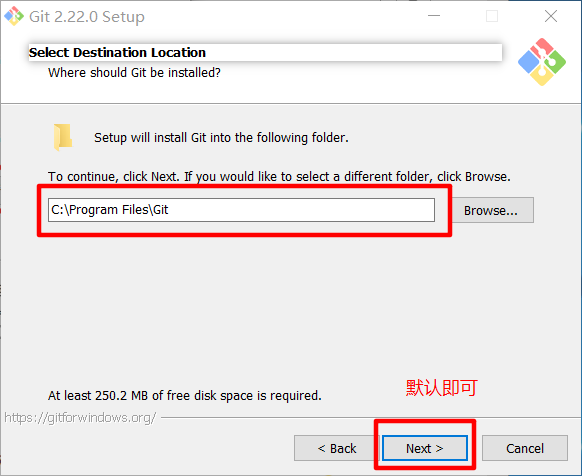 Git 2.22.0 Setup
Select Destination Location
Where should Git be installed?
Setup will install Git into the following folder.
To continue, click Next. If you would like to select a different folder, click Browse.
C:\Program Files\Git
Browse...
At least 250.2 MB of free disk space is required.
默认即可
https://gitforwindows.org/
< Back
Next >
Cancel